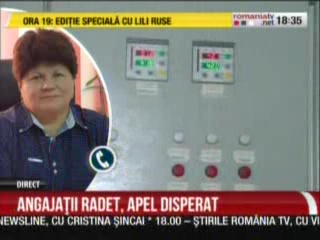 ORA 19: EDIȚIE SPECIALĂ CU LILI RUSE
romaniatv
.net
18:35
DIRECT
ANGAJAȚII RADET, APEL DISPERAT
NEWSLINE, CU CRISTINA ȘINCAI * 18.00 – ȘTIRILE ROMÂNIA TV, CU VI